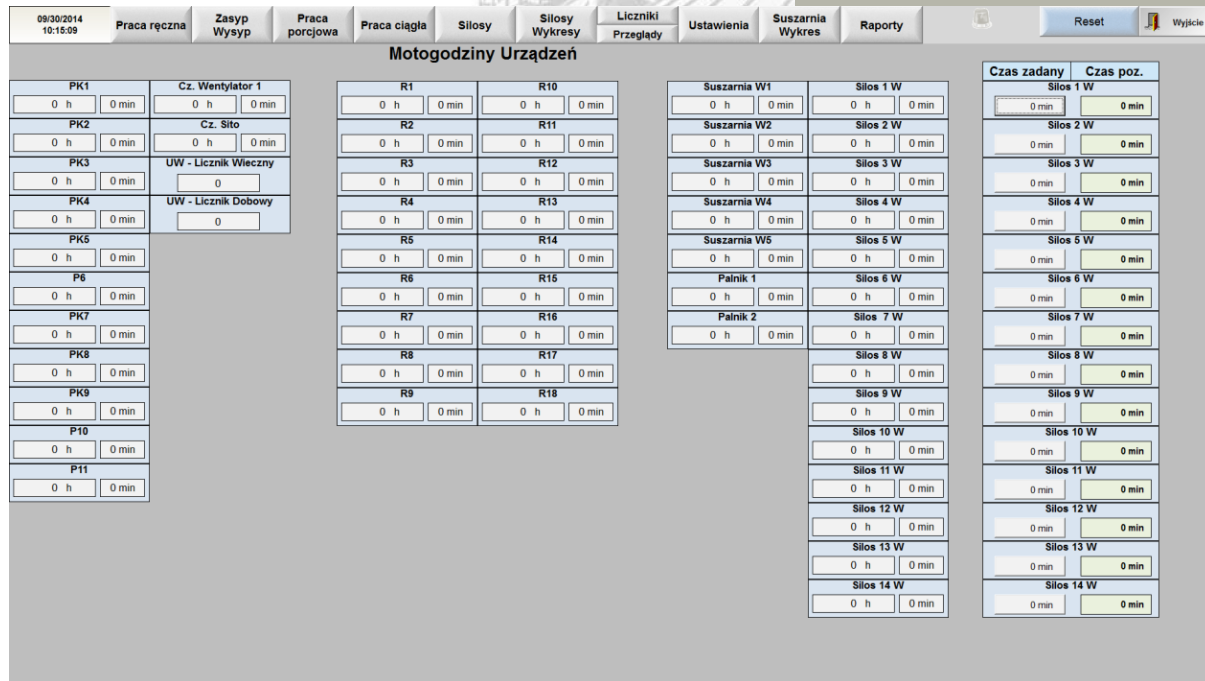 09/30/2014
10:15:09
Praca ręczna
Zasyp
Wysyp
Praca
porcjowa
Praca ciągła
Silosy
Silosy
Wykresy
Liczniki
Przeglądy
Ustawienia
Suszarnia
Wykres
Raporty
Reset
Wyjście
Motogodziny Urządzeń
PK1
0 h 0 min
PK2
0 h 0 min
PK3
0 h 0 min
PK4
0 h 0 min
PK5
0 h 0 min
P6
0 h 0 min
PK7
0 h 0 min
PK8
0 h 0 min
PK9
0 h 0 min
P10
0 h 0 min
P11
0 h 0 min
Cz. Wentylator 1
0 h 0 min
Cz. Sito
0 h 0 min
UW - Licznik Wieczny
0
UW - Licznik Dobowy
0
R1
0 h 0 min
R2
0 h 0 min
R3
0 h 0 min
R4
0 h 0 min
R5
0 h 0 min
R6
0 h 0 min
R7
0 h 0 min
R8
0 h 0 min
R9
0 h 0 min
R10
0 h 0 min
R11
0 h 0 min
R12
0 h 0 min
R13
0 h 0 min
R14
0 h 0 min
R15
0 h 0 min
R16
0 h 0 min
R17
0 h 0 min
R18
0 h 0 min
Suszarnia W1
0 h 0 min
Suszarnia W2
0 h 0 min
Suszarnia W3
0 h 0 min
Suszarnia W4
0 h 0 min
Suszarnia W5
0 h 0 min
Palnik 1
0 h 0 min
Palnik 2
0 h 0 min
Silos 1 W
0 h 0 min
Silos 2 W
0 h 0 min
Silos 3 W
0 h 0 min
Silos 4 W
0 h 0 min
Silos 5 W
0 h 0 min
Silos 6 W
0 h 0 min
Silos 7 W
0 h 0 min
Silos 8 W
0 h 0 min
Silos 9 W
0 h 0 min
Silos 10 W
0 h 0 min
Silos 11 W
0 h 0 min
Silos 12 W
0 h 0 min
Silos 13 W
0 h 0 min
Silos 14 W
0 h 0 min
Czas zadany Czas poz.
Silos 1 W
0 min 0 min
Silos 2 W
0 min 0 min
Silos 3 W
0 min 0 min
Silos 4 W
0 min 0 min
Silos 5 W
0 min 0 min
Silos 6 W
0 min 0 min
Silos 7 W
0 min 0 min
Silos 8 W
0 min 0 min
Silos 9 W
0 min 0 min
Silos 10 W
0 min 0 min
Silos 11 W
0 min 0 min
Silos 12 W
0 min 0 min
Silos 13 W
0 min 0 min
Silos 14 W
0 min 0 min